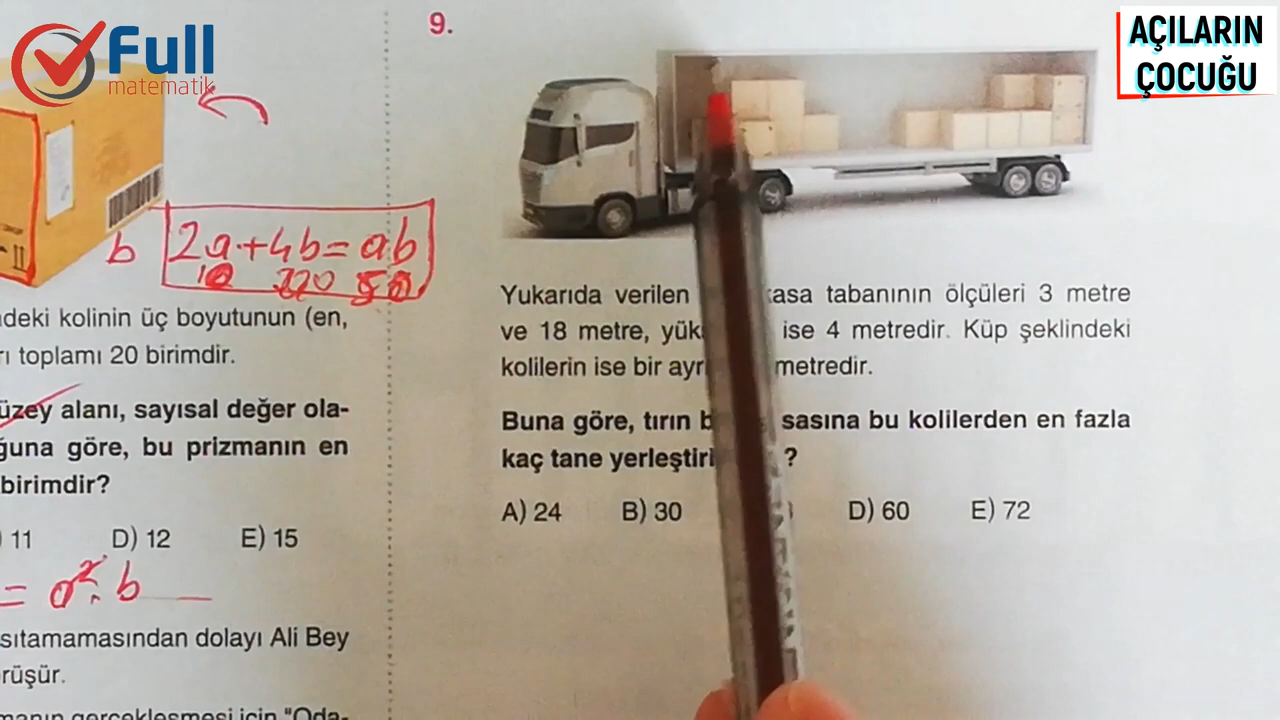 Full
matematik
AÇILARIN
ÇOCUĞU
b
2a+4b=ab
deki kolinin üç boyutunun (en,
rı toplamı 20 birimdir.
üzey alanı, sayısal değer ola-
ğuna göre, bu prizmanın en
birimdir?
11 D) 12 E) 15
= a². b
sıtamamasından dolayı Ali Bey
rüşür.
9.
Yukarıda verilen kasa tabanının ölçüleri 3 metre
ve 18 metre, yük ise 4 metredir. Küp şeklindeki
kolilerin ise bir ayr metredir.
Buna göre, tırın b sasına bu kolilerden en fazla
kaç tane yerleştiri ?
A) 24 B) 30 D) 60 E) 72